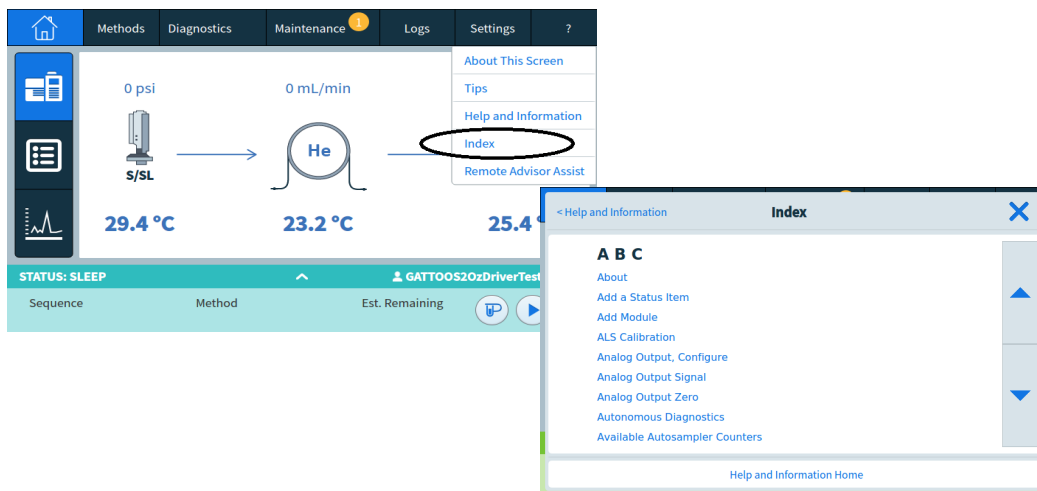 Methods Diagnostics Maintenance 1 Logs Settings ?
About This Screen
Tips
Help and Information
Index
Remote Advisor Assist
0 psi 0 mL/min
He
S/SL
29.4 °C 23.2 °C 25.4 °
STATUS: SLEEP GATTOOS2OzDriverTest
Sequence Method Est. Remaining
< Help and Information Index
A B C
About
Add a Status Item
Add Module
ALS Calibration
Analog Output, Configure
Analog Output Signal
Analog Output Zero
Autonomous Diagnostics
Available Autosampler Counters
Help and Information Home